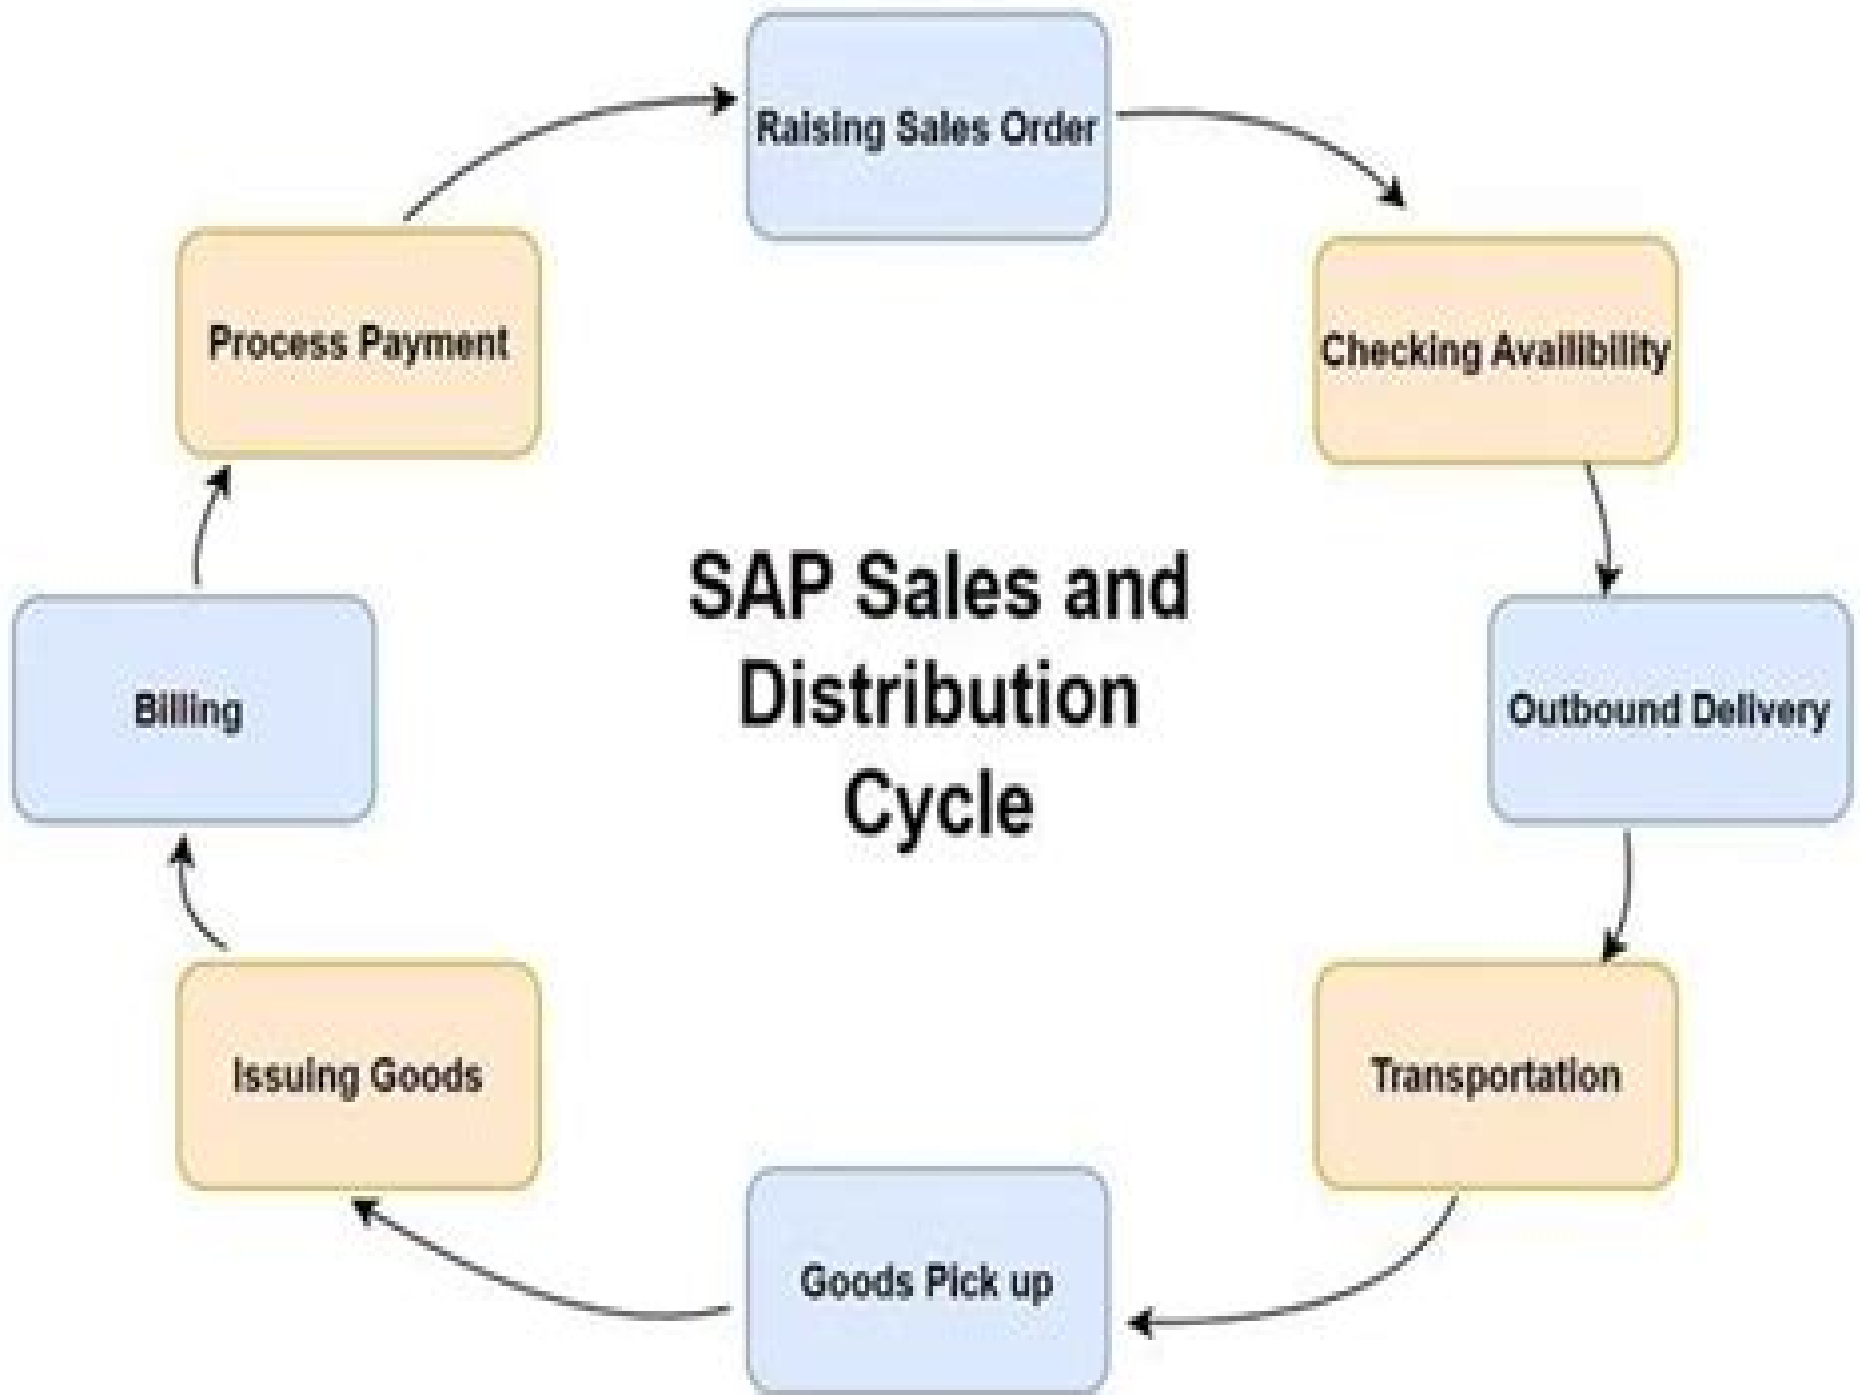 Raising Sales Order
Checking Availibility
Outbound Delivery
Transportation
Goods Pick up
Issuing Goods
Billing
Process Payment
SAP Sales and
Distribution
Cycle